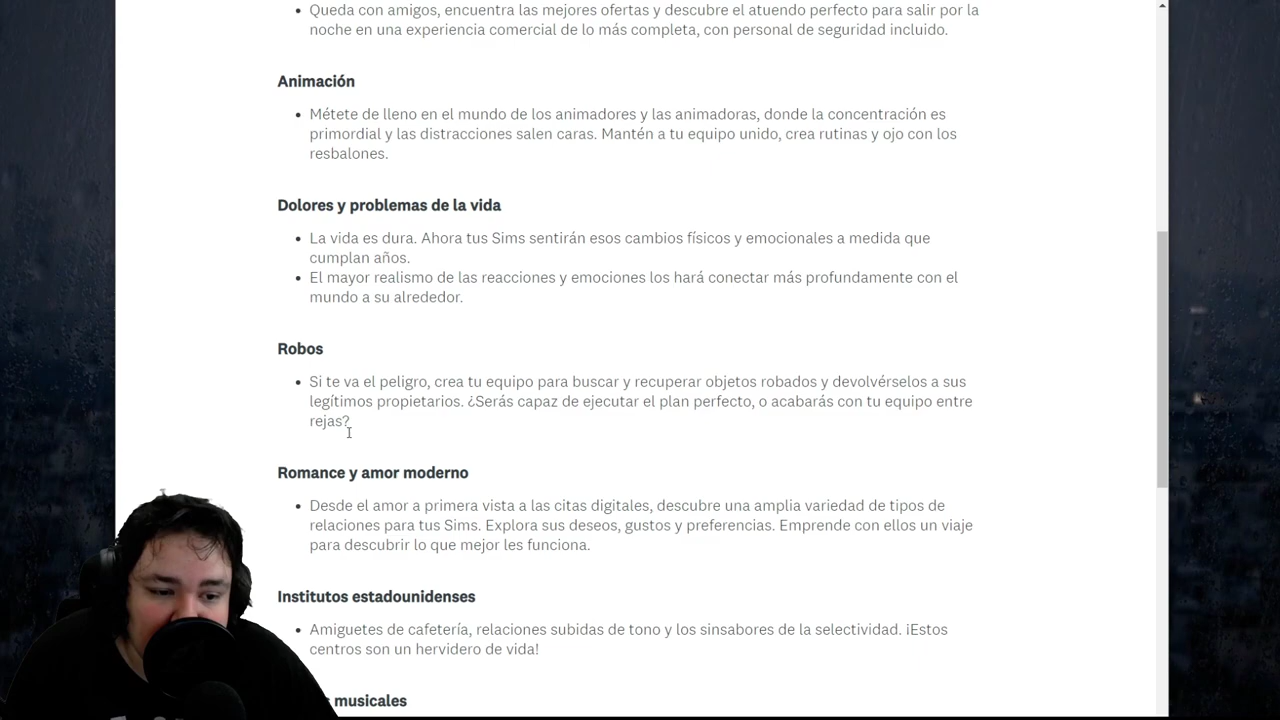 Queda con amigos, encuentra las mejores ofertas y descubre el atuendo perfecto para salir por la
noche en una experiencia comercial de lo más completa, con personal de seguridad incluido.
Animación
Métete de lleno en el mundo de los animadores y las animadoras, donde la concentración es
primordial y las distracciones salen caras. Mantén a tu equipo unido, crea rutinas y ojo con los
resbalones.
Dolores y problemas de la vida
La vida es dura. Ahora tus Sims sentirán esos cambios físicos y emocionales a medida que
cumplan años.
El mayor realismo de las reacciones y emociones los hará conectar más profundamente con el
mundo a su alrededor.
Robos
Si te va el peligro, crea tu equipo para buscar y recuperar objetos robados y devolvérselos a sus
legítimos propietarios. ¿Serás capaz de ejecutar el plan perfecto, o acabarás con tu equipo entre
rejas?
Romance y amor moderno
Desde el amor a primera vista a las citas digitales, descubre una amplia variedad de tipos de
relaciones para tus Sims. Explora sus deseos, gustos y preferencias. Emprende con ellos un viaje
para descubrir lo que mejor les funciona.
Institutos estadounidenses
Amiguetes de cafetería, relaciones subidas de tono y los sinsabores de la selectividad. ¡Estos
centros son un hervidero de vida!
musicales